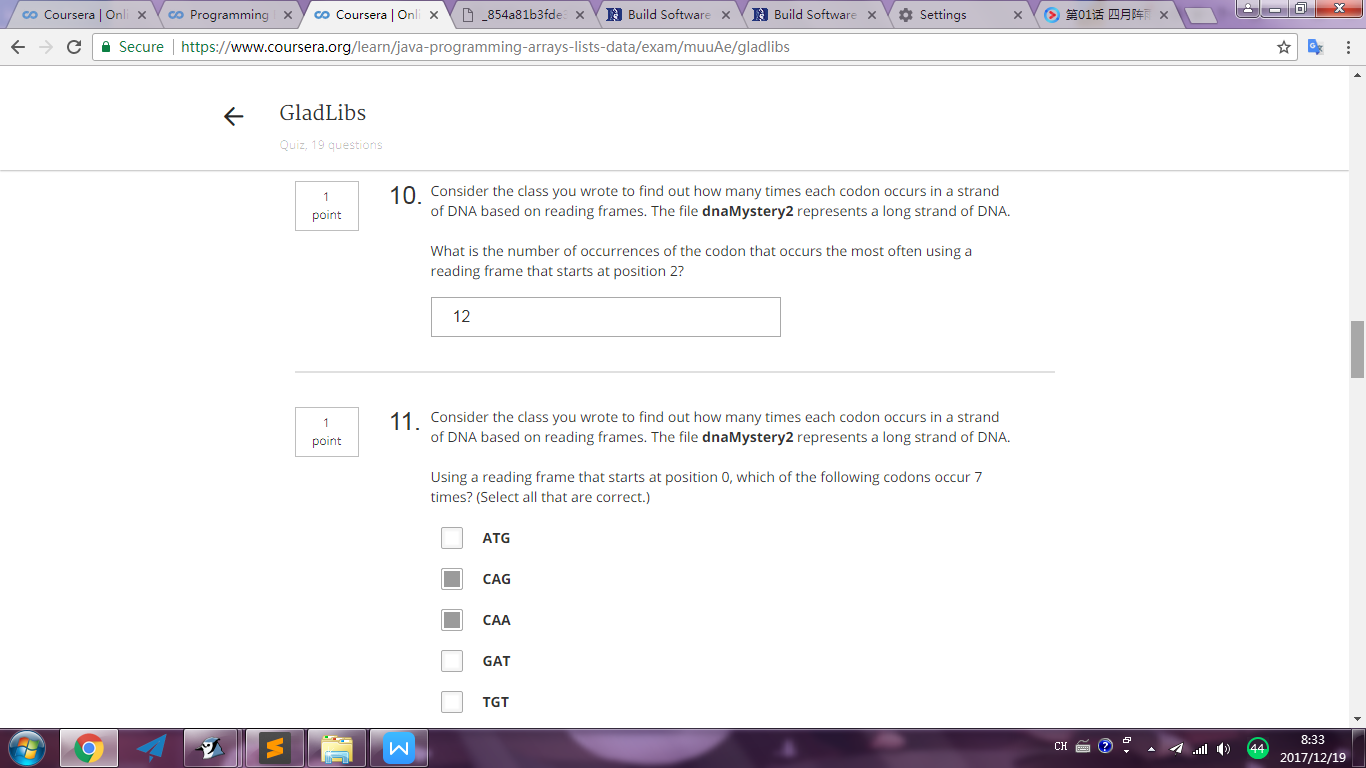 Coursera | Onli
Programming
Coursera | Onli
_854a81b3fde
Build Software
Build Software
Settings
第01话 四月阵雨
Secure
https://www.coursera.org/learn/java-programming-arrays-lists-data/exam/muuAe/gladlibs
GladLibs
Quiz, 19 questions
1
point
10.
Consider the class you wrote to find out how many times each codon occurs in a strand
of DNA based on reading frames. The file dnaMystery2 represents a long strand of DNA.
What is the number of occurrences of the codon that occurs the most often using a
reading frame that starts at position 2?
12
1
point
11.
Consider the class you wrote to find out how many times each codon occurs in a strand
of DNA based on reading frames. The file dnaMystery2 represents a long strand of DNA.
Using a reading frame that starts at position 0, which of the following codons occur 7
times? (Select all that are correct.)
ATG
CAG
CAA
GAT
TGT
CH
44
8:33
2017/12/19